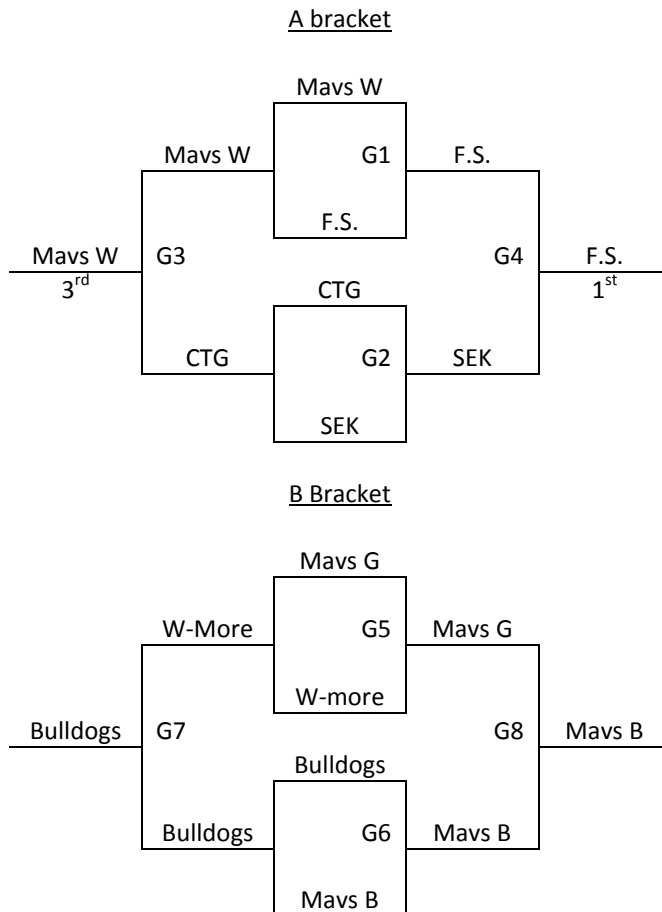 A bracket
Mavs W
Mavs W G1 F.S.
F.S.
Mavs W G3 G4 F.S.
3rd 1st
CTG
CTG G2 SEK
SEK
B Bracket
Mavs G
W-More G5 Mavs G
W-more
Bulldogs G7 G8 Mavs B
Bulldogs
Bulldogs G6 Mavs B
Mavs B